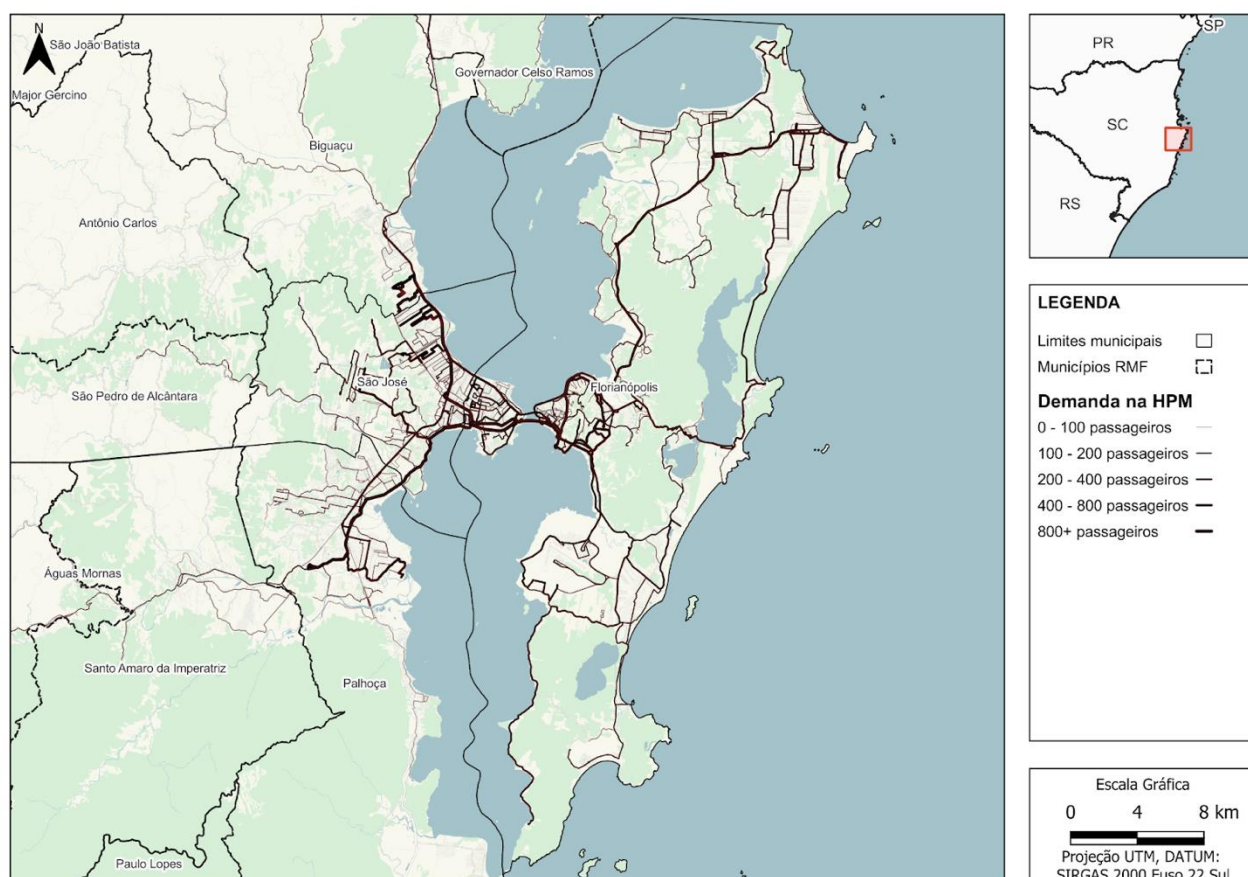 N
São João Batista
Major Gercino
Governador Celso Ramos
Biguaçu
Antônio Carlos
São José
Florianópolis
São Pedro de Alcântara
Águas Mornas
Santo Amaro da Imperatriz
Palhoça
Paulo Lopes
SP
PR
SC
RS
LEGENDA
Limites municipais
Municípios RMF
Demanda na HPM
0 - 100 passageiros
100 - 200 passageiros
200 - 400 passageiros
400 - 800 passageiros
800+ passageiros
Escala Gráfica
0 4 8 km
Projeção UTM, DATUM:
SIRGAS 2000 Fuso 22 Sul